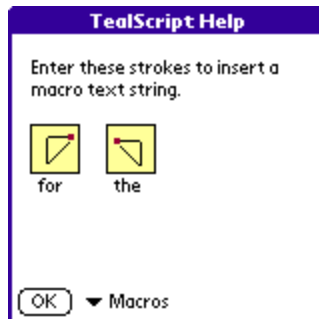 TealScript Help
Enter these strokes to insert a
macro text string.
for the
OK Macros